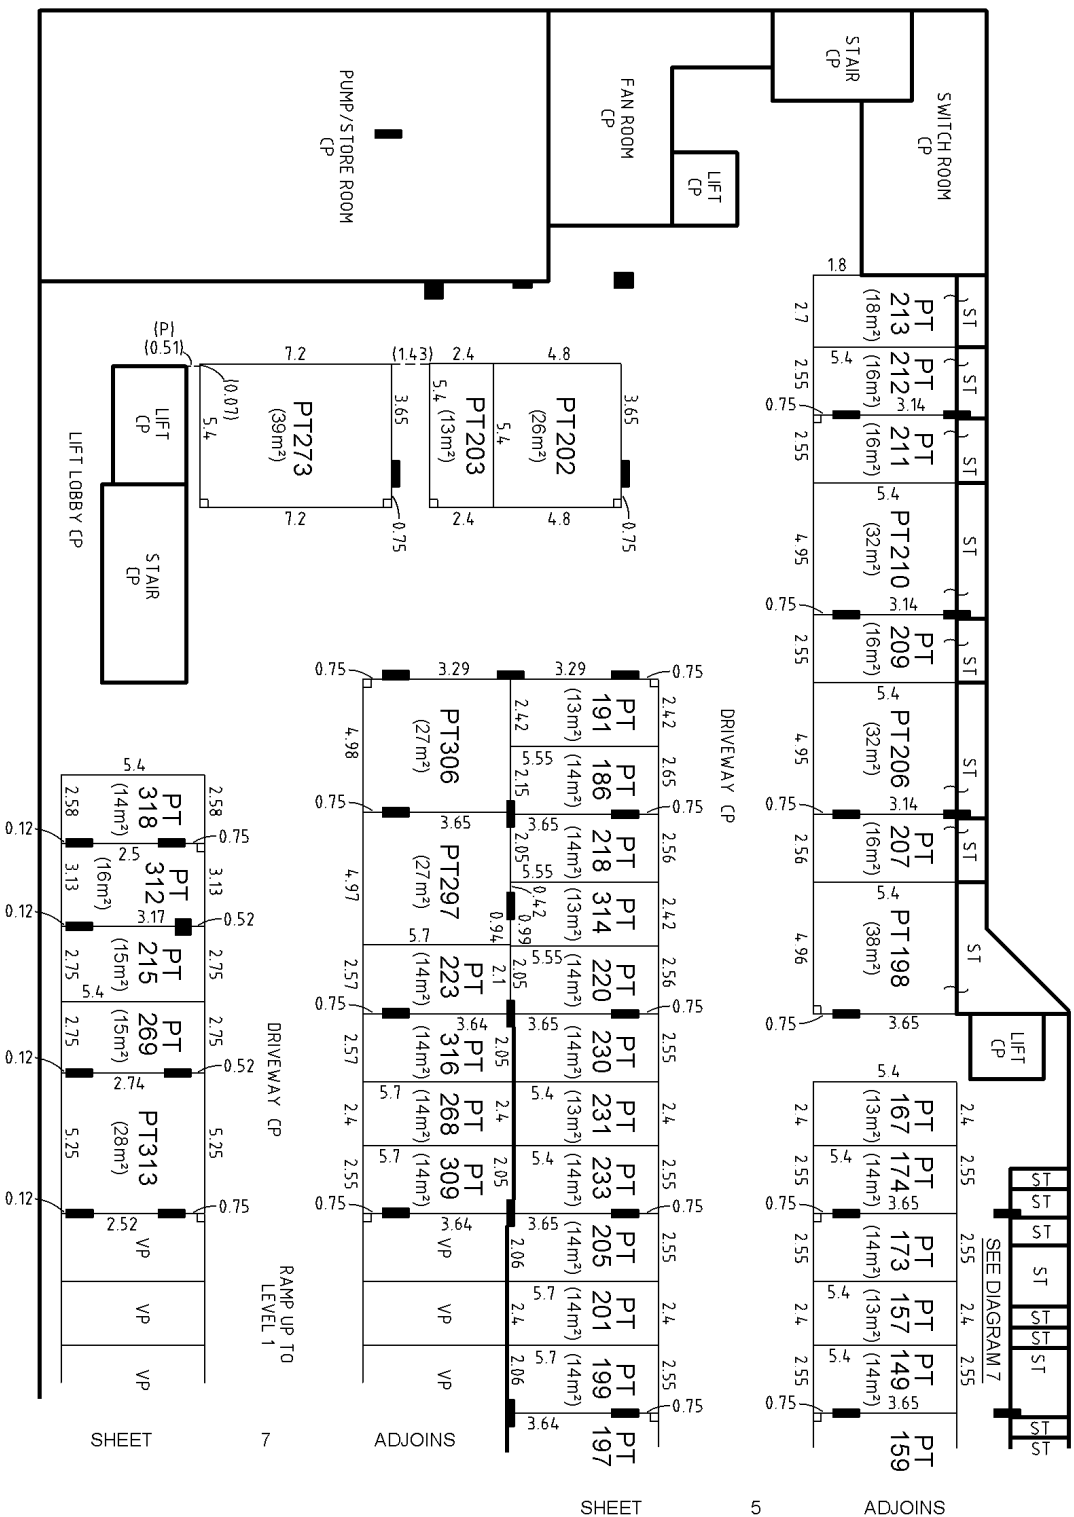 PUMP/STORE ROOM
CP
FAN ROOM
CP
STAIR
CP
SWITCH ROOM
CP
LIFT
CP
1.8
2.7
PT
213
(18m²)
ST
2.55
5.4
PT
212
(16m²)
ST
0.75
3.14
2.55
PT
211
(16m²)
ST
5.4
4.95
PT210
(32m²)
ST
0.75
3.14
2.55
PT
209
(16m²)
ST
5.4
4.95
PT206
(32m²)
ST
0.75
3.14
2.56
PT
207
(16m²)
ST
5.4
4.96
PT198
(38m²)
ST
0.75
3.65
LIFT
CP
(P)
(0.51)
(0.07)
7.2
(1.43)
2.4
4.8
5.4
PT273
(39m²)
3.65
5.4
PT203
(13m²)
5.4
PT202
(26m²)
3.65
7.2
0.75
2.4
4.8
0.75
LIFT
CP
LIFT LOBBY CP
STAIR
CP
0.75
3.29
3.29
0.75
4.98
PT306
(27m²)
2.42
PT
191
(13m²)
2.42
DRIVEWAY CP
5.55
2.15
PT
186
(14m²)
2.65
0.75
3.65
3.65
0.75
4.97
PT297
(27m²)
2.05
PT
218
(14m²)
2.56
5.55
0.42
0.94
0.99
PT
314
(13m²)
2.42
5.7
5.55
2.57
PT
223
(14m²)
2.1
2.05
PT
220
(14m²)
2.56
0.75
3.64
3.65
0.75
2.57
PT
316
(14m²)
2.05
PT
230
(14m²)
2.55
5.7
5.4
2.4
PT
268
(14m²)
2.4
PT
231
(13m²)
2.4
5.7
5.4
2.55
PT
309
(14m²)
2.05
PT
233
(14m²)
2.55
0.75
3.64
3.65
0.75
VP
2.06
PT
205
(14m²)
2.55
VP
2.4
5.7
PT
201
(14m²)
2.4
VP
2.06
5.7
PT
199
(14m²)
2.55
0.75
3.64
PT
197
5.4
2.58
PT
318
(14m²)
2.58
0.12
2.5
0.75
3.13
PT
312
(16m²)
3.13
0.12
3.17
0.52
2.75
PT
215
(15m²)
2.75
5.4
2.75
PT
269
(15m²)
2.75
0.12
2.74
0.52
5.25
PT313
(28m²)
5.25
0.12
2.52
0.75
VP
VP
VP
DRIVEWAY CP
RAMP UP TO
LEVEL 1
5.4
2.4
PT
167
(13m²)
2.4
5.4
2.55
PT
174
(14m²)
2.55
0.75
3.65
2.55
PT
173
(14m²)
2.55
5.4
2.4
PT
157
(13m²)
2.4
5.4
2.55
PT
149
(14m²)
2.55
0.75
3.65
PT
159
SEE DIAGRAM 7
ST
ST
ST
ST
ST
ST
ST
ST
ST
SHEET 7 ADJOINS
SHEET 5 ADJOINS